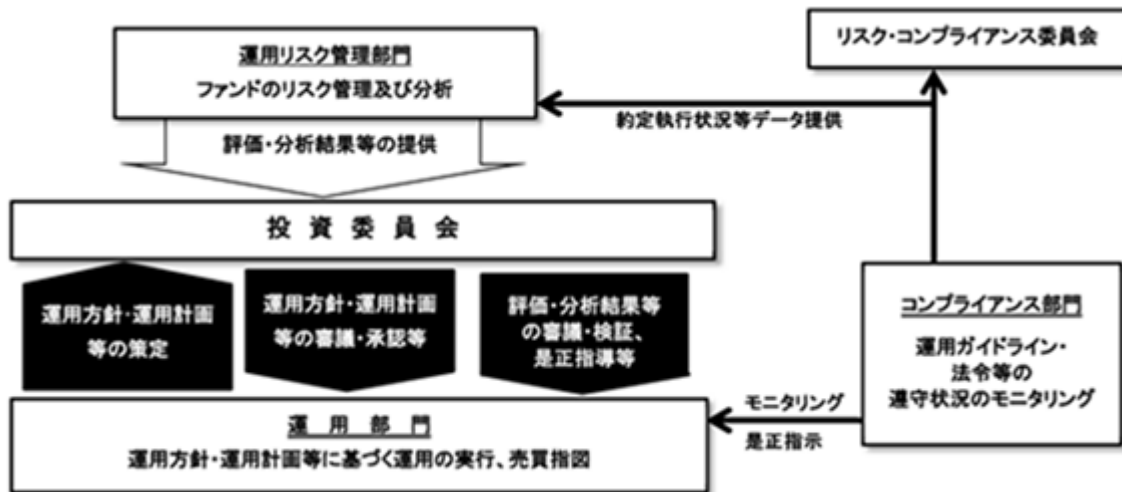 運用リスク管理部門
ファンドのリスク管理及び分析
リスク・コンプライアンス委員会
約定執行状況等データ提供
評価・分析結果等の提供
投資委員会
運用方針・運用計画
等の策定
運用方針・運用計画
等の審議・承認等
評価・分析結果等
の審議・検証、
是正指導等
コンプライアンス部門
運用ガイドライン・
法令等の
遵守状況のモニタリング
モニタリング
是正指示
運用部門
運用方針・運用計画等に基づく運用の実行、売買指図